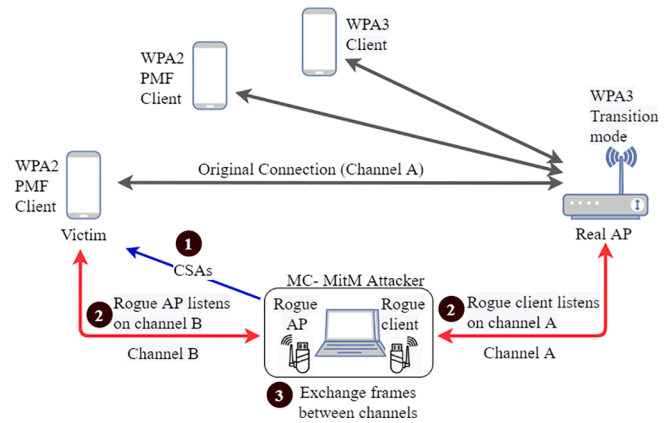 WPA3
Client
WPA2
PMF
Client
WPA3
Transition
mode
WPA2
PMF
Client
Original Connection (Channel A)
Victim
Real AP
1
CSAs
MC- MitM Attacker
2 Rogue AP listens
on channel B
Channel B
Rogue
AP
Rogue
client
2 Rogue client listens
on channel A
Channel A
3 Exchange frames
between channels